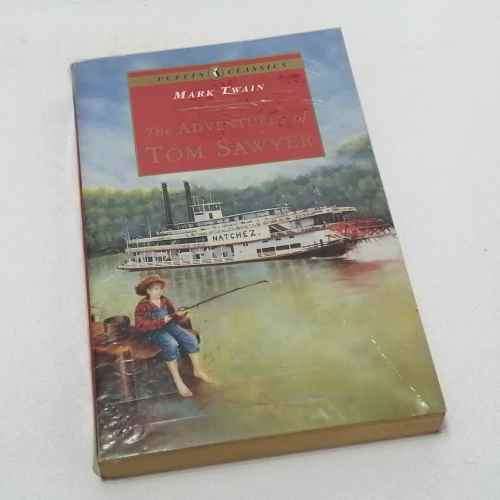 PUFFIN CLASSICS
MARK TWAIN
The ADVENTURES of
TOM SAWYER
NATCHEZ